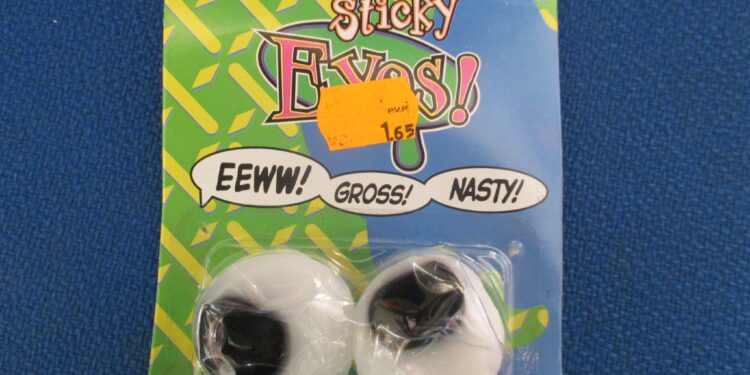 Sticky
Eyes!
P.V.P.
1.65
EEWW! GROSS! NASTY!